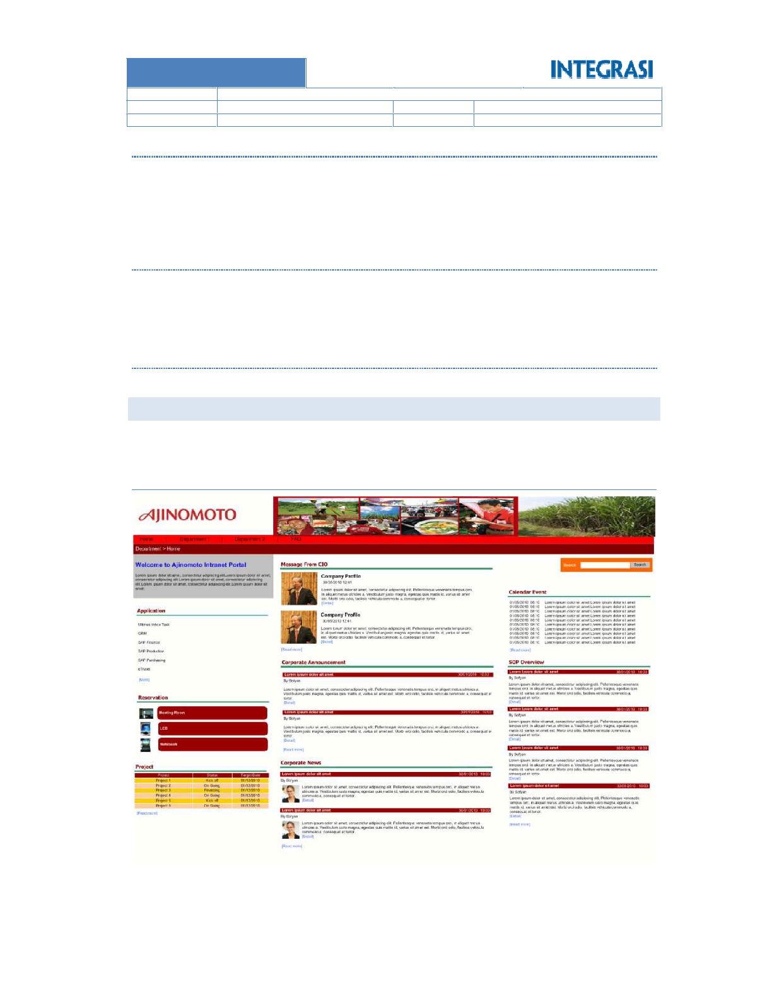 INTEGRASI
AJINOMOTO
Home | Department 1 | Department 2 | FAQ
Department > Home
Welcome to Ajinomoto Intranet Portal
Lorem ipsum dolor sit amet, consectetur adipiscing elit.Lorem ipsum dolor sit amet,
consectetur adipiscing elit.Lorem ipsum dolor sit amet, consectetur adipiscing
elit.Lorem ipsum dolor sit amet, consectetur adipiscing elit.Lorem ipsum dolor sit
amet.
Application
Ultimus Inbox Task
CRM
SAP Finance
SAP Production
SAP Purchasing
eTravel
[More]
Reservation
Meeting Room
LCD
Notebook
Project
Project Status Target Date
Project 1 Kick off 01/12/2010
Project 2 On Going 01/12/2010
Project 3 Finalizing 01/12/2010
Project 4 On Going 01/12/2010
Project 5 Kick off 01/12/2010
Project 6 On Going 01/12/2010
[Read more]
Message From CIO
Company Profile
30/05/2010 12:41
Lorem ipsum dolor sit amet, consectetur adipiscing elit. Pellentesque venenatis tempus orci,
in aliquet metus ultricies a. Vestibulum justo magna, egestas quis mattis id, varius sit amet
est. Morbi orci odio, facilisis vehicula commodo a, consequat et tortor.
[Detail]
Company Profile
30/05/2010 12:41
Lorem ipsum dolor sit amet, consectetur adipiscing elit. Pellentesque venenatis tempus orci,
in aliquet metus ultricies a. Vestibulum justo magna, egestas quis mattis id, varius sit amet
est. Morbi orci odio, facilisis vehicula commodo a, consequat et tortor.
[Detail]
[Read more]
Corporate Announcement
Lorem ipsum dolor sit amet 30/01/2010 10:03
By Sofyan
Lorem ipsum dolor sit amet, consectetur adipiscing elit. Pellentesque venenatis tempus orci, in aliquet metus ultricies a.
Vestibulum justo magna, egestas quis mattis id, varius sit amet est. Morbi orci odio, facilisis vehicula commodo a, consequat et
tortor.
[Detail]
Lorem ipsum dolor sit amet 30/01/2010 10:03
By Sofyan
Lorem ipsum dolor sit amet, consectetur adipiscing elit. Pellentesque venenatis tempus orci, in aliquet metus ultricies a.
Vestibulum justo magna, egestas quis mattis id, varius sit amet est. Morbi orci odio, facilisis vehicula commodo a, consequat et
tortor.
[Detail]
[Read more]
Corporate News
Lorem ipsum dolor sit amet 30/01/2010 10:03
By Sofyan
Lorem ipsum dolor sit amet, consectetur adipiscing elit. Pellentesque venenatis tempus orci, in aliquet metus
ultricies a. Vestibulum justo magna, egestas quis mattis id, varius sit amet est. Morbi orci odio, facilisis vehicula
commodo a, consequat et tortor.
[Detail]
Lorem ipsum dolor sit amet 30/01/2010 10:03
By Sofyan
Lorem ipsum dolor sit amet, consectetur adipiscing elit. Pellentesque venenatis tempus orci, in aliquet metus
ultricies a. Vestibulum justo magna, egestas quis mattis id, varius sit amet est. Morbi orci odio, facilisis vehicula
commodo a, consequat et tortor.
[Detail]
[Read more]
Search Search
Calendar Event
01/05/2010 08:10 Lorem ipsum dolor sit amet Lorem ipsum dolor sit amet
01/05/2010 08:10 Lorem ipsum dolor sit amet Lorem ipsum dolor sit amet
01/05/2010 08:10 Lorem ipsum dolor sit amet Lorem ipsum dolor sit amet
01/05/2010 08:10 Lorem ipsum dolor sit amet Lorem ipsum dolor sit amet
01/05/2010 08:10 Lorem ipsum dolor sit amet Lorem ipsum dolor sit amet
01/05/2010 08:10 Lorem ipsum dolor sit amet Lorem ipsum dolor sit amet
01/05/2010 08:10 Lorem ipsum dolor sit amet Lorem ipsum dolor sit amet
01/05/2010 08:10 Lorem ipsum dolor sit amet Lorem ipsum dolor sit amet
01/05/2010 08:10 Lorem ipsum dolor sit amet Lorem ipsum dolor sit amet
01/05/2010 08:10 Lorem ipsum dolor sit amet Lorem ipsum dolor sit amet
[Read more]
SOP Overview
Lorem ipsum dolor sit amet 30/01/2010 10:03
By Sofyan
Lorem ipsum dolor sit amet, consectetur adipiscing elit. Pellentesque venenatis
tempus orci, in aliquet metus ultricies a. Vestibulum justo magna, egestas quis
mattis id, varius sit amet est. Morbi orci odio, facilisis vehicula commodo a,
consequat et tortor.
[Detail]
Lorem ipsum dolor sit amet 30/01/2010 10:03
By Sofyan
Lorem ipsum dolor sit amet, consectetur adipiscing elit. Pellentesque venenatis
tempus orci, in aliquet metus ultricies a. Vestibulum justo magna, egestas quis
mattis id, varius sit amet est. Morbi orci odio, facilisis vehicula commodo a,
consequat et tortor.
[Detail]
Lorem ipsum dolor sit amet 30/01/2010 10:03
By Sofyan
Lorem ipsum dolor sit amet, consectetur adipiscing elit. Pellentesque venenatis
tempus orci, in aliquet metus ultricies a. Vestibulum justo magna, egestas quis
mattis id, varius sit amet est. Morbi orci odio, facilisis vehicula commodo a,
consequat et tortor.
[Detail]
Lorem ipsum dolor sit amet 30/01/2010 10:03
By Sofyan
Lorem ipsum dolor sit amet, consectetur adipiscing elit. Pellentesque venenatis
tempus orci, in aliquet metus ultricies a. Vestibulum justo magna, egestas quis
mattis id, varius sit amet est. Morbi orci odio, facilisis vehicula commodo a,
consequat et tortor.
[Detail]
[Read more]